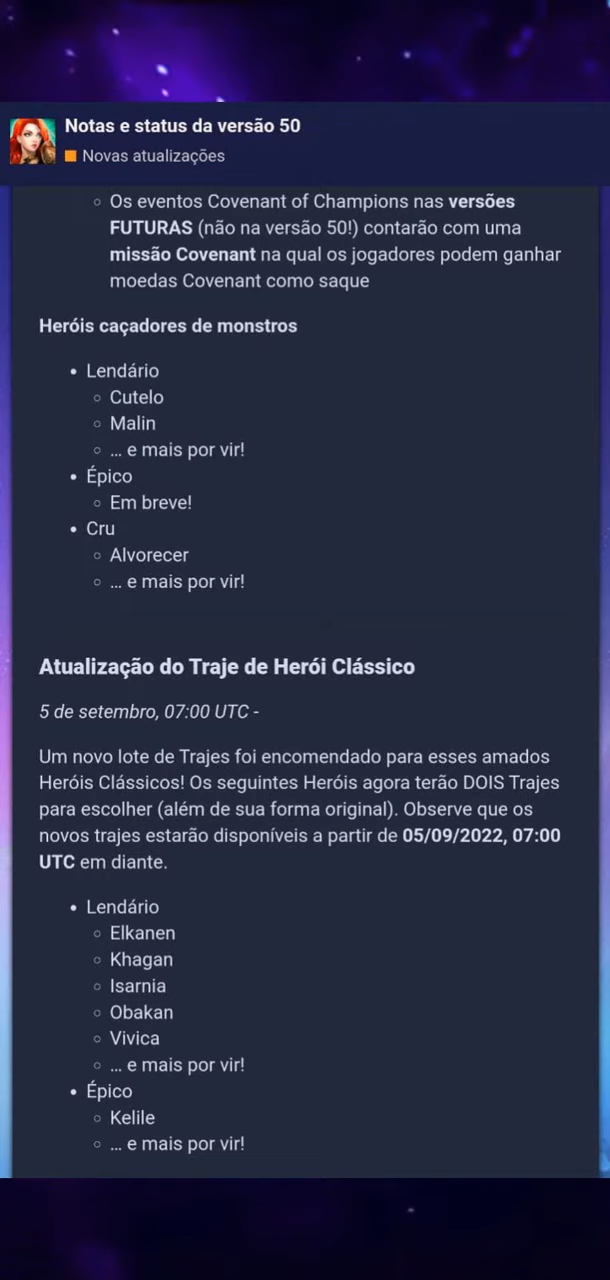 Notas e status da versão 50
Novas atualizações
Os eventos Covenant of Champions nas versões
FUTURAS (não na versão 50!) contarão com uma
missão Covenant na qual os jogadores podem ganhar
moedas Covenant como saque
Heróis caçadores de monstros
Lendário
Cutelo
Malin
… e mais por vir!
Épico
Em breve!
Cru
Alvorecer
… e mais por vir!
Atualização do Traje de Herói Clássico
5 de setembro, 07:00 UTC -
Um novo lote de Trajes foi encomendado para esses amados
Heróis Clássicos! Os seguintes Heróis agora terão DOIS Trajes
para escolher (além de sua forma original). Observe que os
novos trajes estarão disponíveis a partir de 05/09/2022, 07:00
UTC em diante.
Lendário
Elkanen
Khagan
Isarnia
Obakan
Vivica
… e mais por vir!
Épico
Kelile
… e mais por vir!